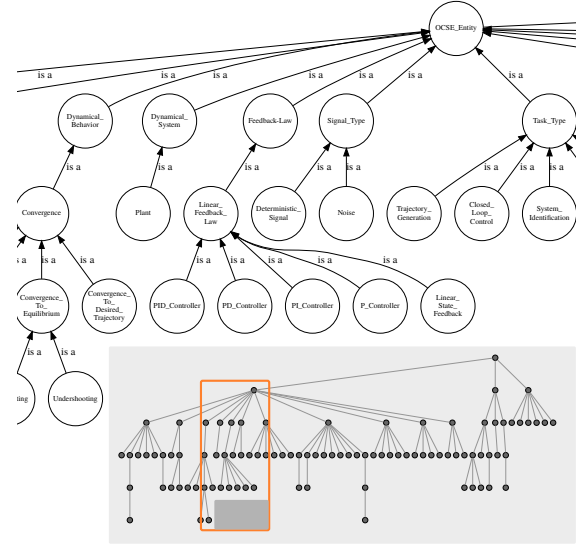 OCSE_Entity
is a
is a
is a
is a
is a
is a
Dynamical_
Behavior
Dynamical_
System
Feedback-Law
Signal_Type
Task_Type
is a
is a
is a
is a
is a
is a
is a
is a
Convergence
Plant
Linear_
Feedback_
Law
Deterministic_
Signal
Noise
Trajectory_
Generation
Closed_
Loop_
Control
System_
Identification
s a
is a
is a
is a
is a
is a
is a
is a
Convergence_
To_
Equilibrium
Convergence_
To_
Desired_
Trajectory
PID_Controller
PD_Controller
PI_Controller
P_Controller
Linear_
State_
Feedback
is a
is a
ting
Undershooting